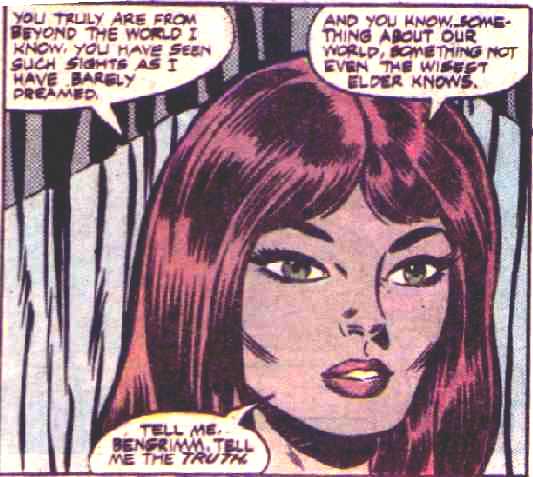 YOU TRULY ARE FROM
BEYOND THE WORLD I
KNOW. YOU HAVE SEEN
SUCH SIGHTS AS I
HAVE BARELY
DREAMED.
AND YOU KNOW...SOME-
THING ABOUT OUR
WORLD, SOMETHING NOT
EVEN THE WISEST
ELDER KNOWS.
TELL ME,
BENGRIMM, TELL
ME THE TRUTH.